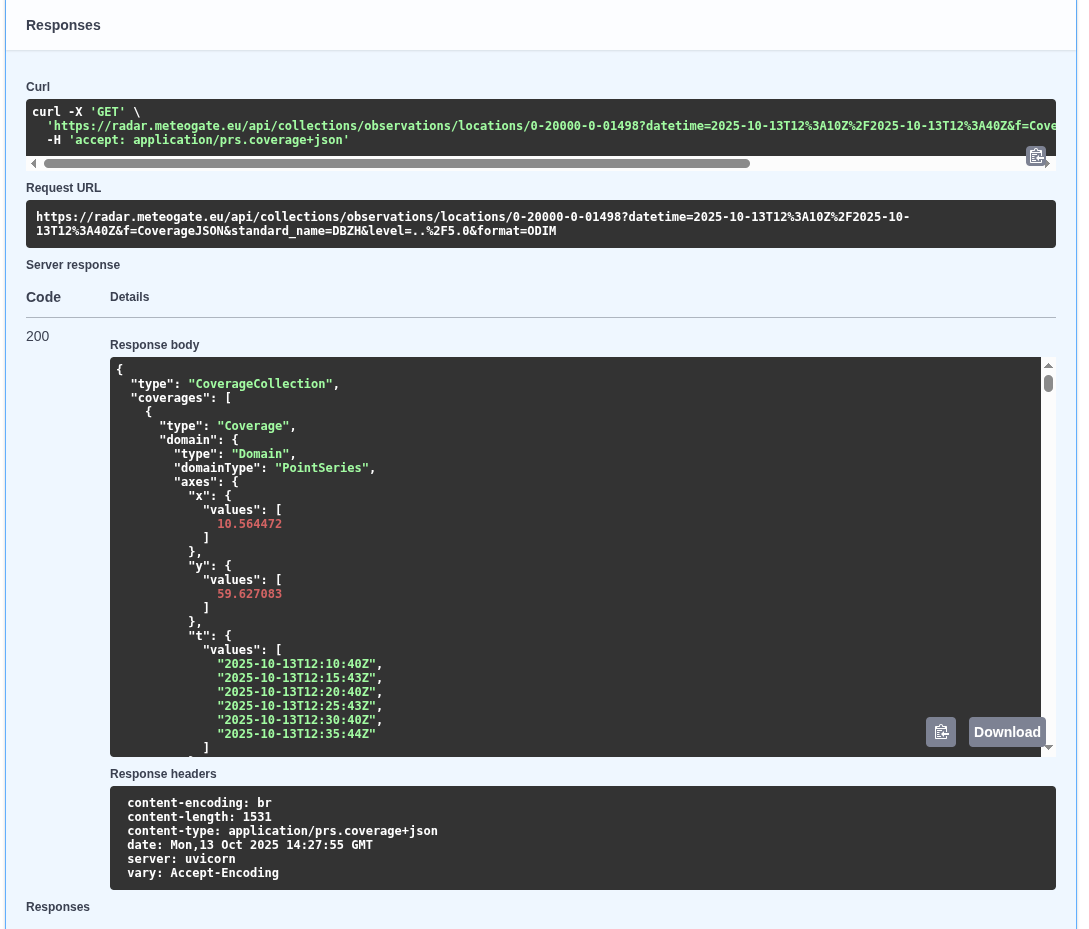 Responses
Curl
curl -X 'GET' \
  'https://radar.meteogate.eu/api/collections/observations/locations/0-20000-0-01498?datetime=2025-10-13T12%3A10Z%2F2025-10-13T12%3A40Z&f=Cove
  -H 'accept: application/prs.coverage+json'
Request URL
https://radar.meteogate.eu/api/collections/observations/locations/0-20000-0-01498?datetime=2025-10-13T12%3A10Z%2F2025-10-
13T12%3A40Z&f=CoverageJSON&standard_name=DBZH&level=..%2F5.0&format=ODIM
Server response
Code Details
200
Response body
{
  "type": "CoverageCollection",
  "coverages": [
    {
      "type": "Coverage",
      "domain": {
        "type": "Domain",
        "domainType": "PointSeries",
        "axes": {
          "x": {
            "values": [
              10.564472
            ]
          },
          "y": {
            "values": [
              59.627083
            ]
          },
          "t": {
            "values": [
              "2025-10-13T12:10:40Z",
              "2025-10-13T12:15:43Z",
              "2025-10-13T12:20:40Z",
              "2025-10-13T12:25:43Z",
              "2025-10-13T12:30:40Z",
              "2025-10-13T12:35:44Z"
            ]
Download
Response headers
content-encoding: br
content-length: 1531
content-type: application/prs.coverage+json
date: Mon,13 Oct 2025 14:27:55 GMT
server: uvicorn
vary: Accept-Encoding
Responses